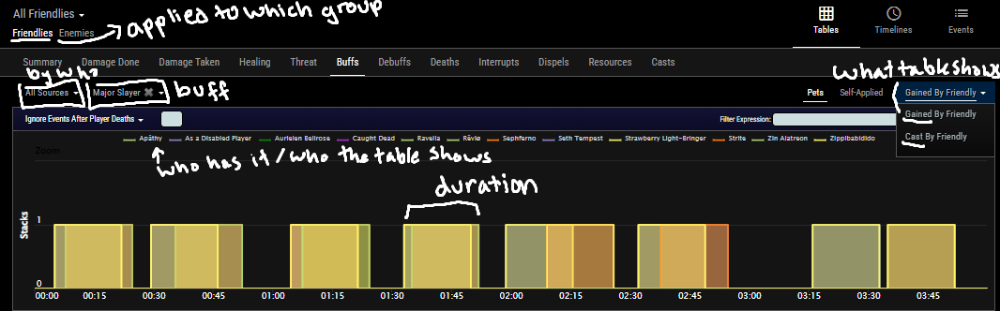 All Friendlies
applied to which group
Friendlies Enemies
Tables Timelines Events
Summary Damage Done Damage Taken Healing Threat Buffs Debuffs Deaths Interrupts Dispels Resources Casts
by who
what table shows
All Sources Major Slayer buff
Pets Self-Applied Gained By Friendly
Gained By Friendly
Cast By Friendly
Ignore Events After Player Deaths
Filter Expression:
Apäthy As a Disabled Player Aurielen Bellrose Caught Dead Ravella Rëvíø Sephferno Seth Tempest Strawberry Light-Bringer Strite Zin Alatreon Zippibabidido
Zoom
who has it / who the table shows
duration
Stacks
1
0
00:00 00:15 00:30 00:45 01:00 01:15 01:30 01:45 02:00 02:15 02:30 02:45 03:00 03:15 03:30 03:45